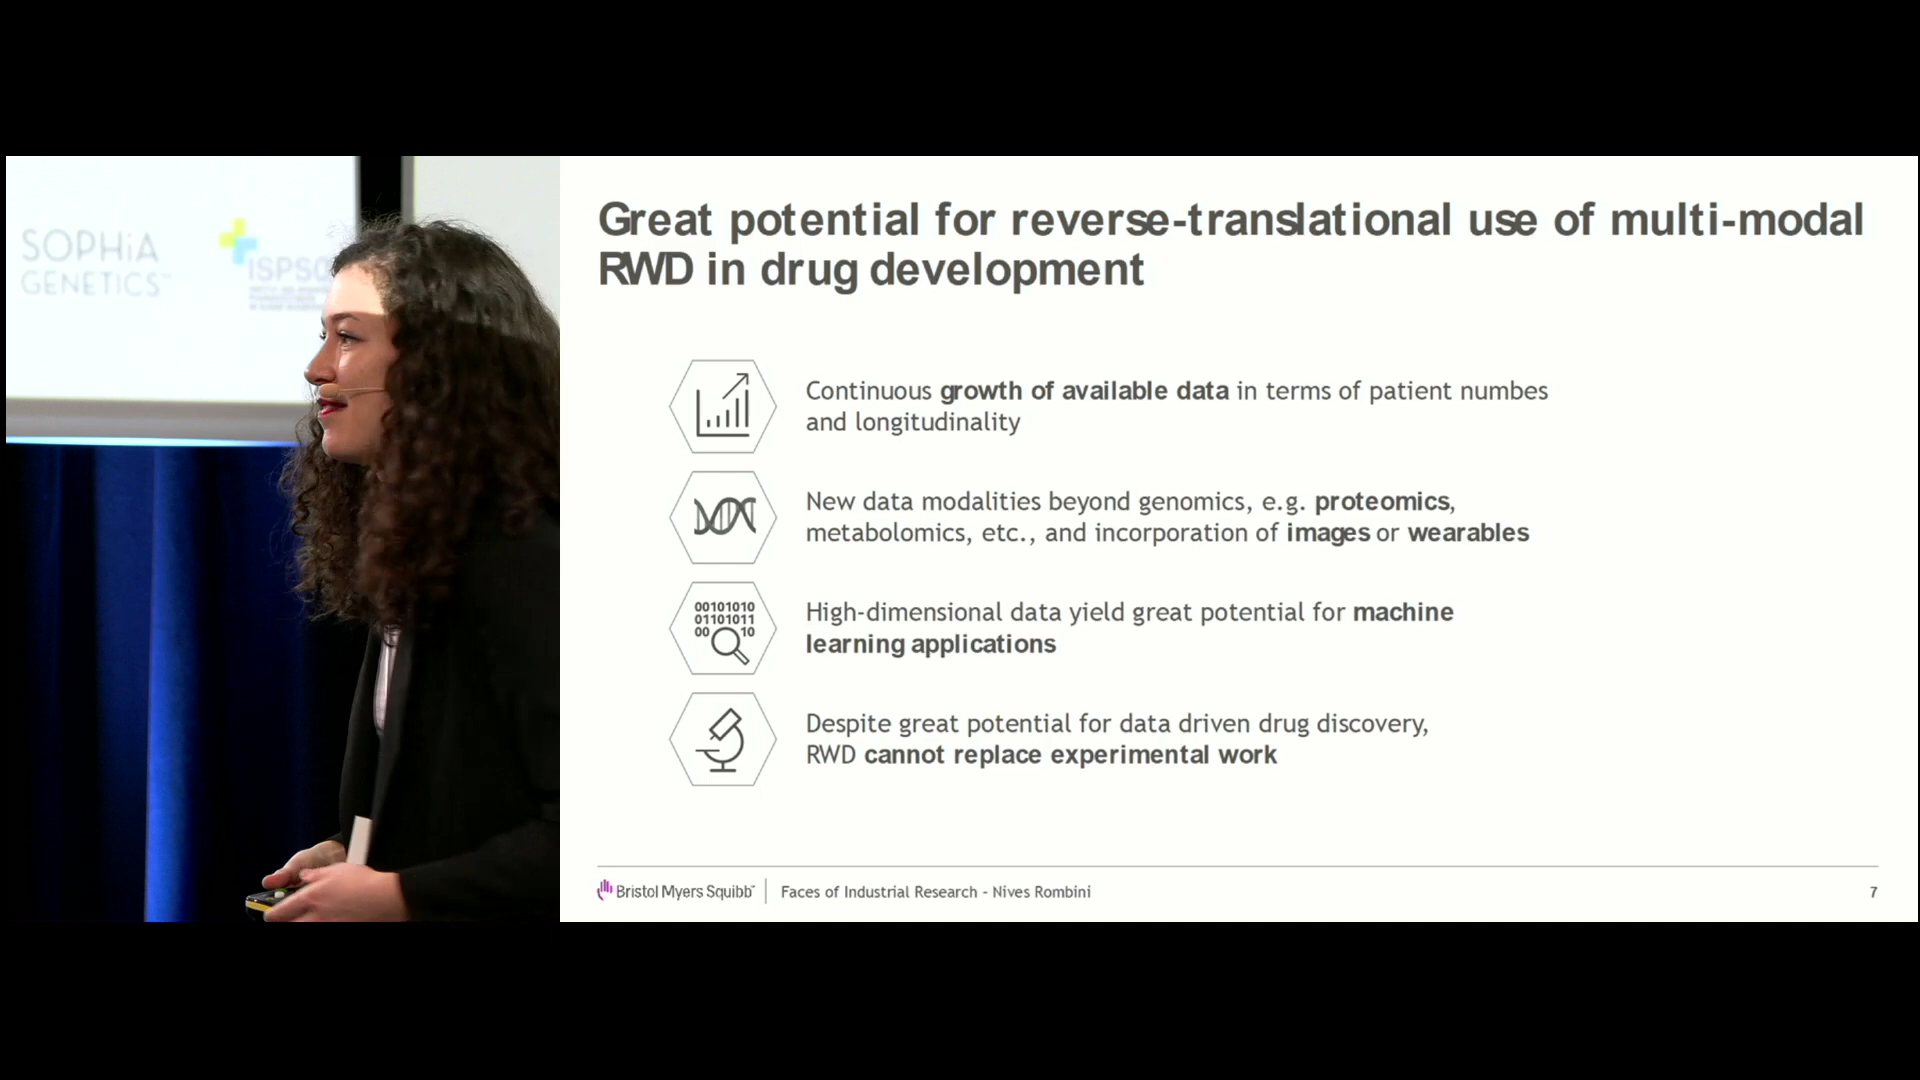 SOPHiA
GENETICS™
ISPSO
Great potential for reverse-translational use of multi-modal
RWD in drug development
Continuous growth of available data in terms of patient numbes
and longitudinality
New data modalities beyond genomics, e.g. proteomics,
metabolomics, etc., and incorporation of images or wearables
00101010
01101011
00 10
High-dimensional data yield great potential for machine
learning applications
Despite great potential for data driven drug discovery,
RWD cannot replace experimental work
Bristol Myers Squibb™ Faces of Industrial Research - Nives Rombini 7